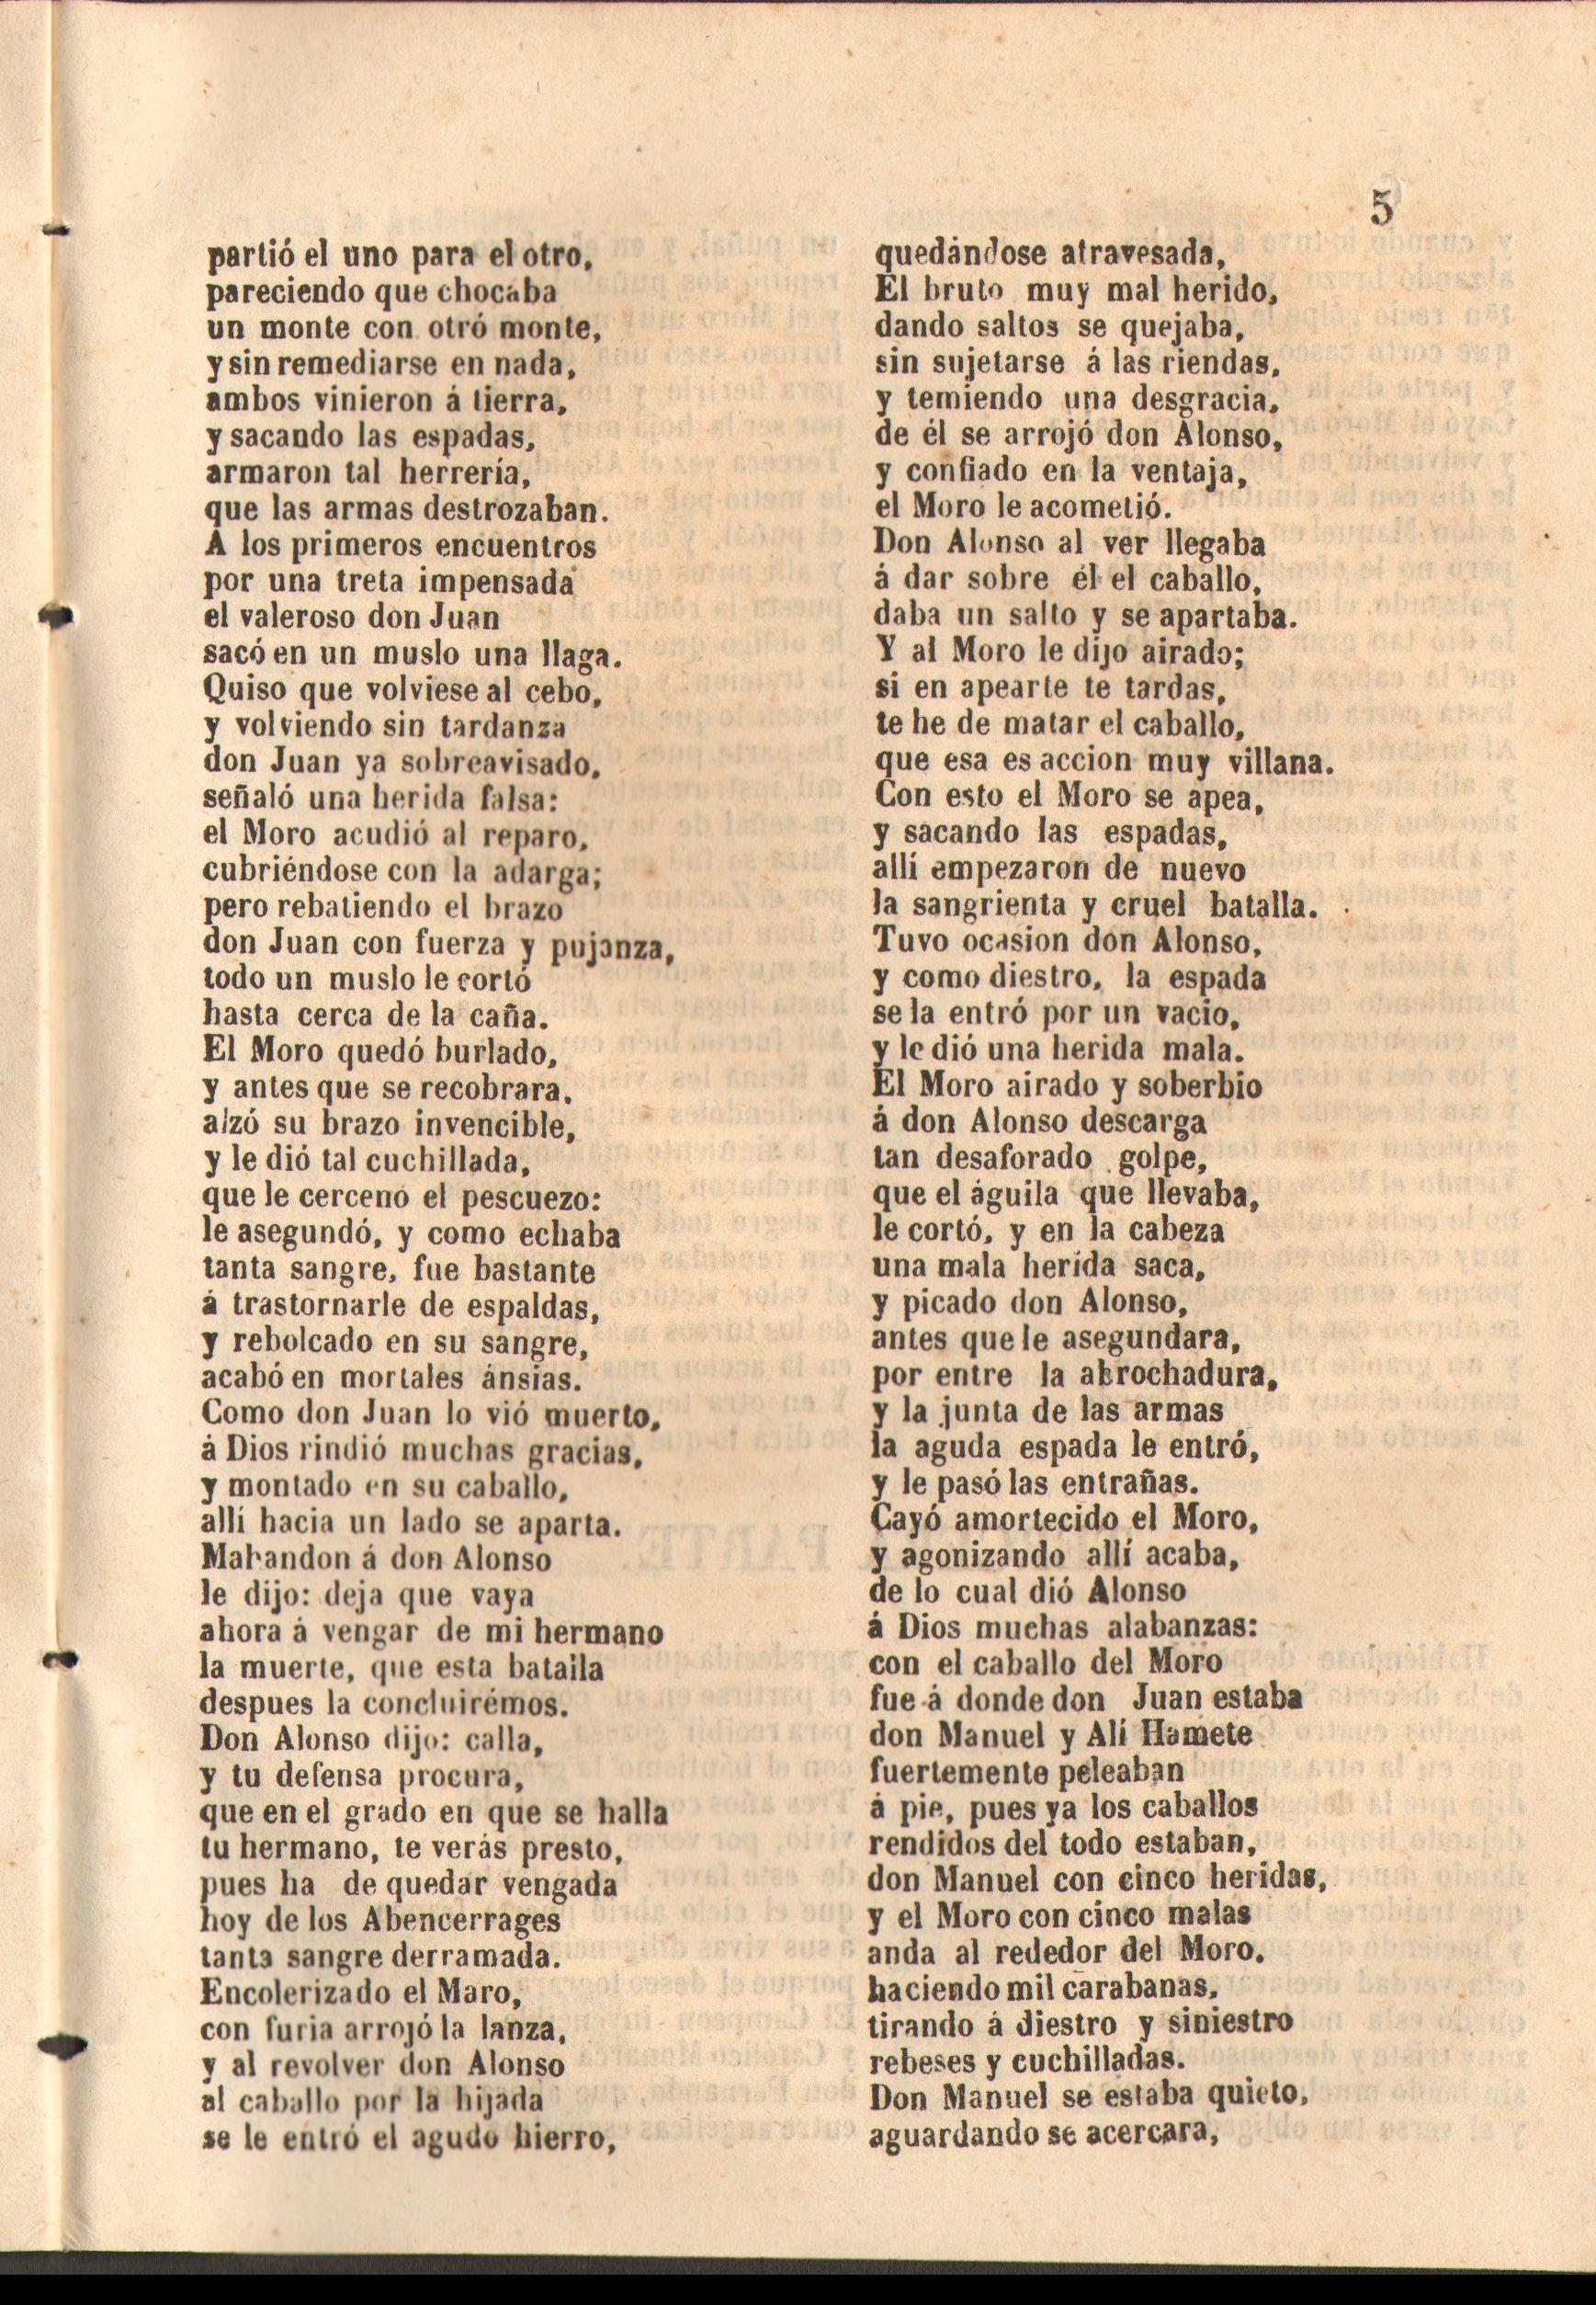 5
partió el uno para el otro,
pareciendo que chocaba
un monte con otró monte,
y sin remediarse en nada,
ambos vinieron á tierra,
y sacando las espadas,
armaron tal herrería,
que las armas destrozaban.
A los primeros encuentros
por una treta impensada
el valeroso don Juan
sacó en un muslo una llaga.
Quiso que volviese al cebo,
y volviendo sin tardanza
don Juan ya sobreavisado,
señaló una herida falsa:
el Moro acudió al reparo,
cubriéndose con la adarga;
pero rebatiendo el brazo
don Juan con fuerza y pujanza,
todo un muslo le cortó
hasta cerca de la caña.
El Moro quedó burlado,
y antes que se recobrara,
alzó su brazo invencible,
y le dió tal cuchillada,
que le cercenó el pescuezo:
le asegundó, y como echaba
tanta sangre, fue bastante
á trastornarle de espaldas,
y rebolcado en su sangre,
acabó en mortales ánsias.
Como don Juan lo vió muerto,
á Dios rindió muchas gracias,
y montado en su caballo,
allí hacia un lado se aparta.
Mahandon á don Alonso
le dijo: deja que vaya
ahora á vengar de mi hermano
la muerte, que esta batalla
despues la concluirémos.
Don Alonso dijo: calla,
y tu defensa procura,
que en el grado en que se halla
tu hermano, te verás presto,
pues ha de quedar vengada
hoy de los Abencerrages
tanta sangre derramada.
Encolerizado el Maro,
con furia arrojó la lanza,
y al revolver don Alonso
al caballo por la hijada
se le entró el agudo hierro,
quedándose atravesada,
El bruto muy mal herido,
dando saltos se quejaba,
sin sujetarse á las riendas,
y temiendo una desgracia,
de él se arrojó don Alonso,
y confiado en la ventaja,
el Moro le acometió.
Don Alonso al ver llegaba
á dar sobre él el caballo,
daba un salto y se apartaba.
Y al Moro le dijo airado;
si en apearte te tardas,
te he de matar el caballo,
que esa es accion muy villana.
Con esto el Moro se apea,
y sacando las espadas,
allí empezaron de nuevo
la sangrienta y cruel batalla.
Tuvo ocasion don Alonso,
y como diestro, la espada
se la entró por un vacio,
y le dió una herida mala.
El Moro airado y soberbio
á don Alonso descarga
tan desaforado golpe,
que el águila que llevaba,
le cortó, y en la cabeza
una mala herida saca,
y picado don Alonso,
antes que le asegundara,
por entre la abrochadura,
y la junta de las armas
la aguda espada le entró,
y le pasó las entrañas.
Cayó amortecido el Moro,
y agonizando allí acaba,
de lo cual dió Alonso
á Dios muchas alabanzas:
con el caballo del Moro
fue á donde don Juan estaba
don Manuel y Alí Hamete
fuertemente peleaban
á pie, pues ya los caballos
rendidos del todo estaban,
don Manuel con cinco heridas,
y el Moro con cinco malas
anda al rededor del Moro,
haciendo mil carabanas,
tirando á diestro y siniestro
rebeses y cuchilladas.
Don Manuel se estaba quieto,
aguardando se acercara,